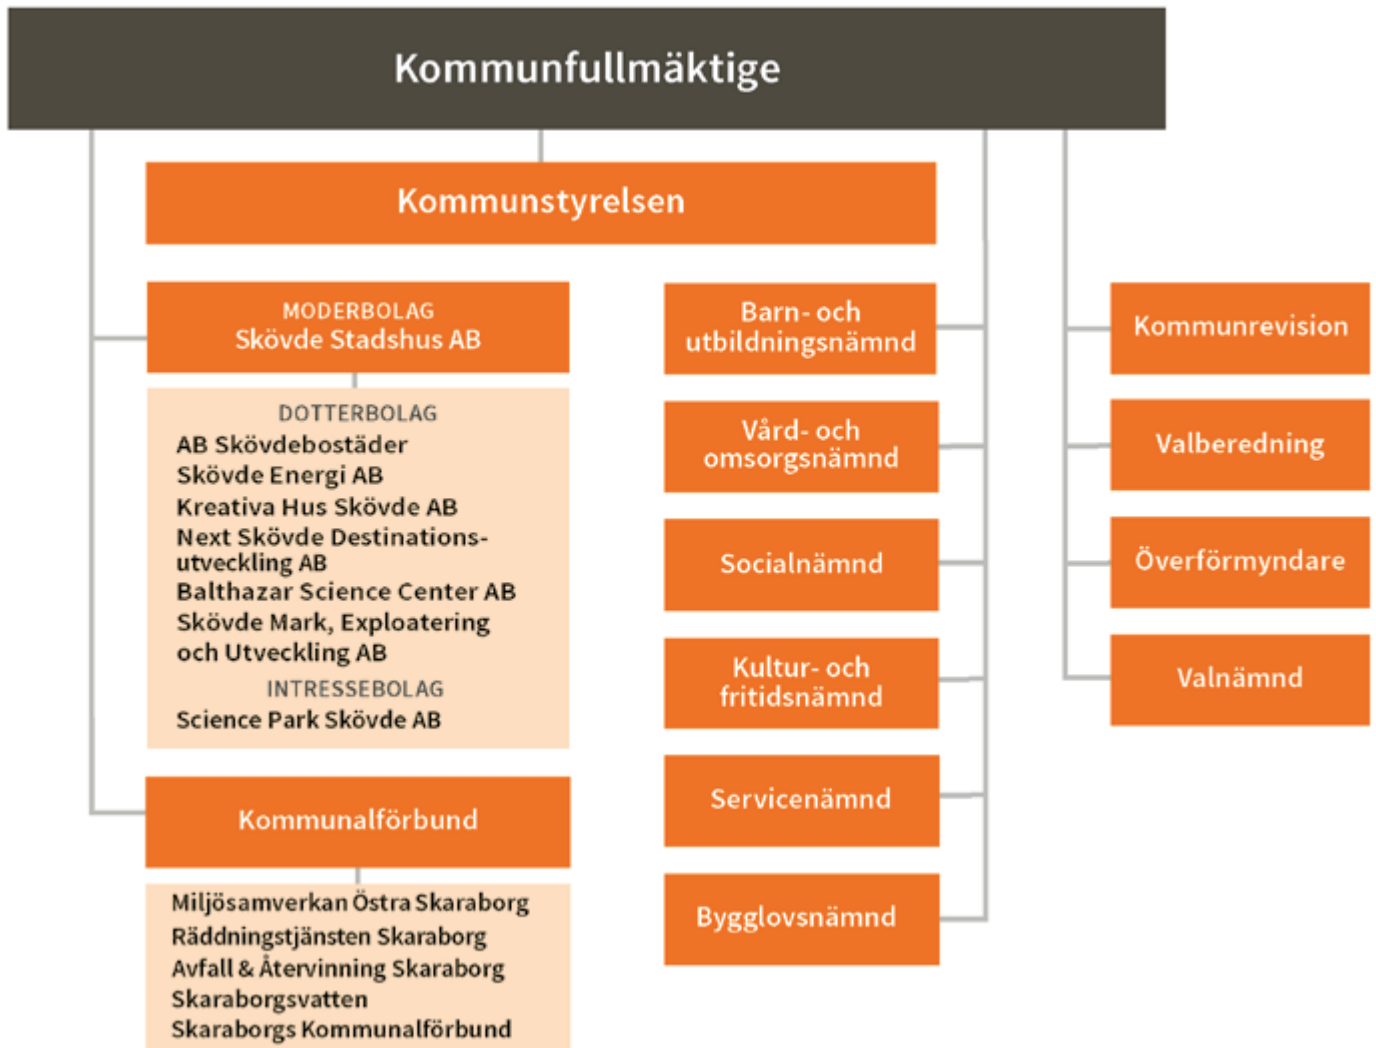 Kommunfullmäktige
Kommunstyrelsen
MODERBOLAG
Skövde Stadshus AB
DOTTERBOLAG
AB Skövdebostäder
Skövde Energi AB
Kreativa Hus Skövde AB
Next Skövde Destinations-
utveckling AB
Balthazar Science Center AB
Skövde Mark, Exploatering
och Utveckling AB
INTRESSEBOLAG
Science Park Skövde AB
Kommunalförbund
Miljösamverkan Östra Skaraborg
Räddningstjänsten Skaraborg
Avfall & Återvinning Skaraborg
Skaraborgsvatten
Skaraborgs Kommunalförbund
Barn- och
utbildningsnämnd
Vård- och
omsorgsnämnd
Socialnämnd
Kultur- och
fritidsnämnd
Servicenämnd
Bygglovsnämnd
Kommunrevision
Valberedning
Överförmyndare
Valnämnd